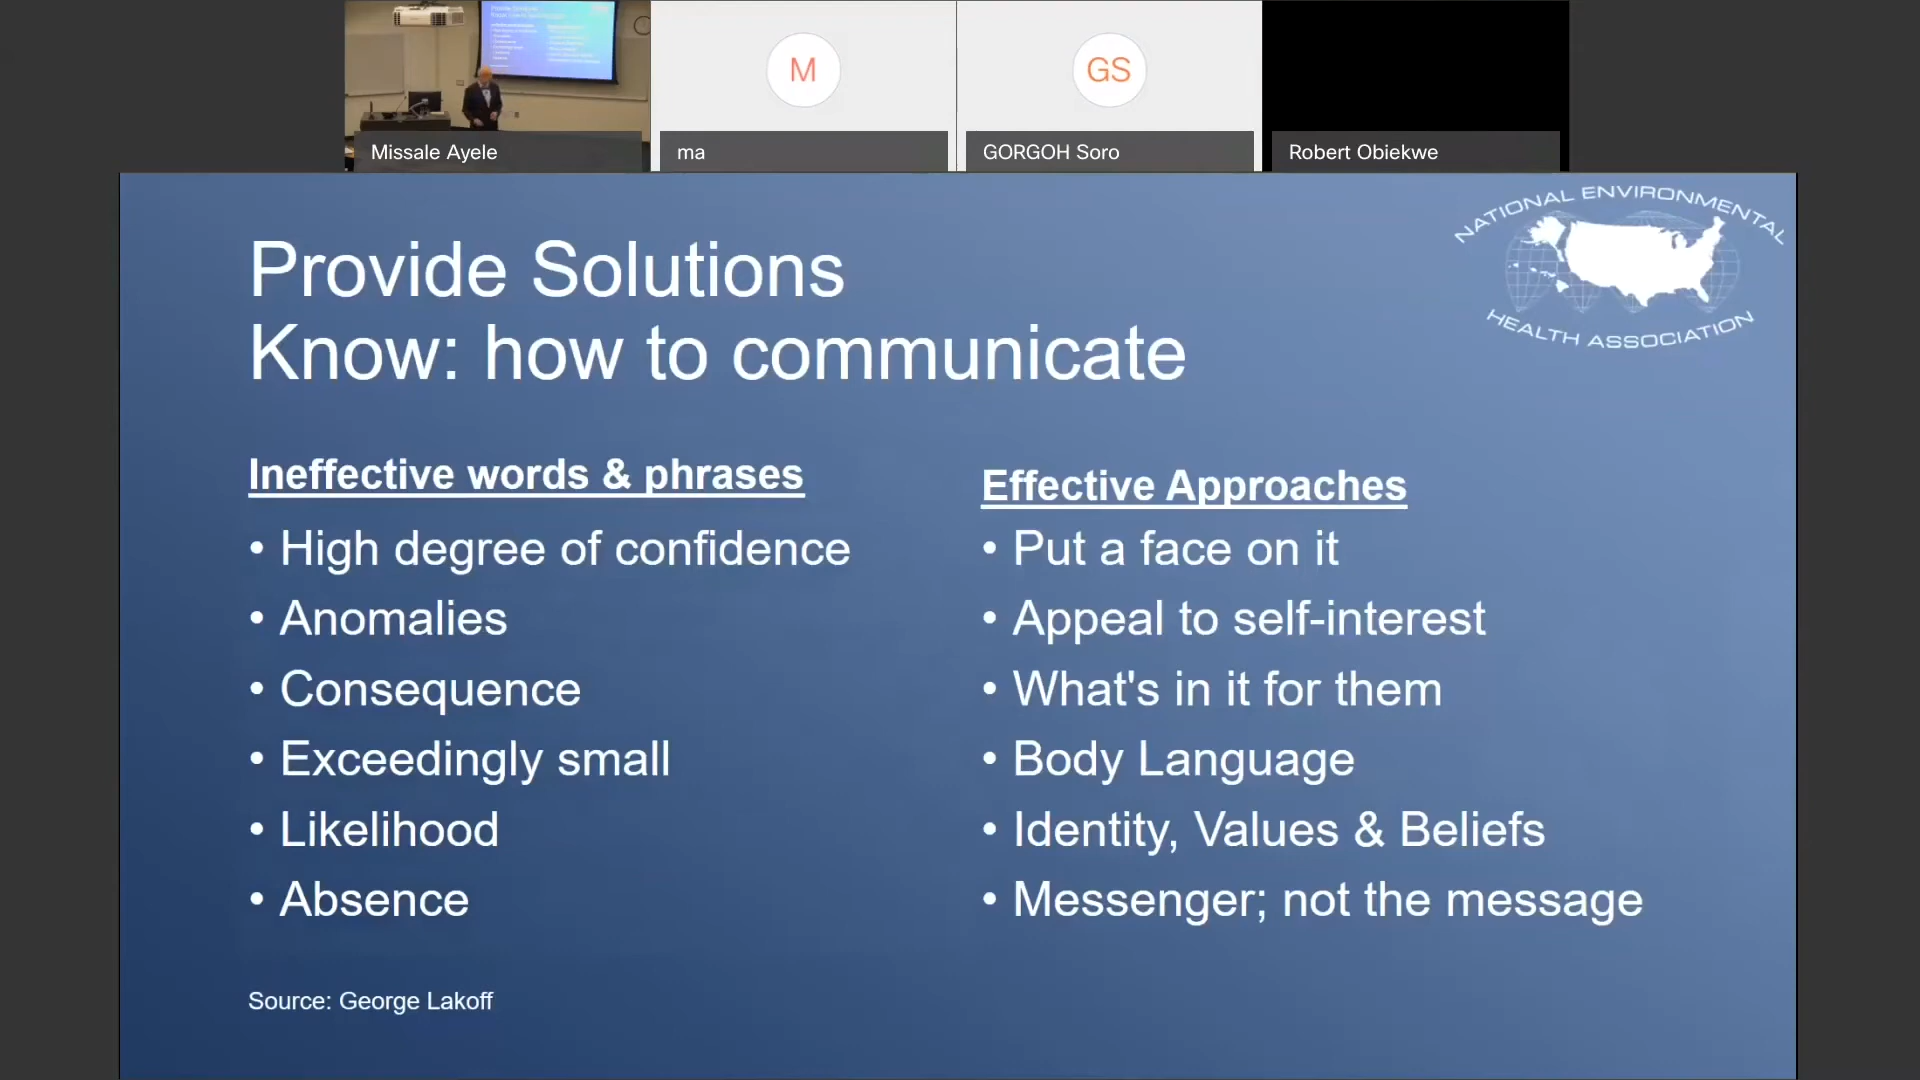 Missale Ayele
M
ma
GS
GORGOH Soro
Robert Obiekwe
NATIONAL ENVIRONMENTAL
HEALTH ASSOCIATION
Provide Solutions
Know: how to communicate
Ineffective words & phrases
• High degree of confidence
• Anomalies
• Consequence
• Exceedingly small
• Likelihood
• Absence
Effective Approaches
• Put a face on it
• Appeal to self-interest
• What's in it for them
• Body Language
• Identity, Values & Beliefs
• Messenger; not the message
Source: George Lakoff